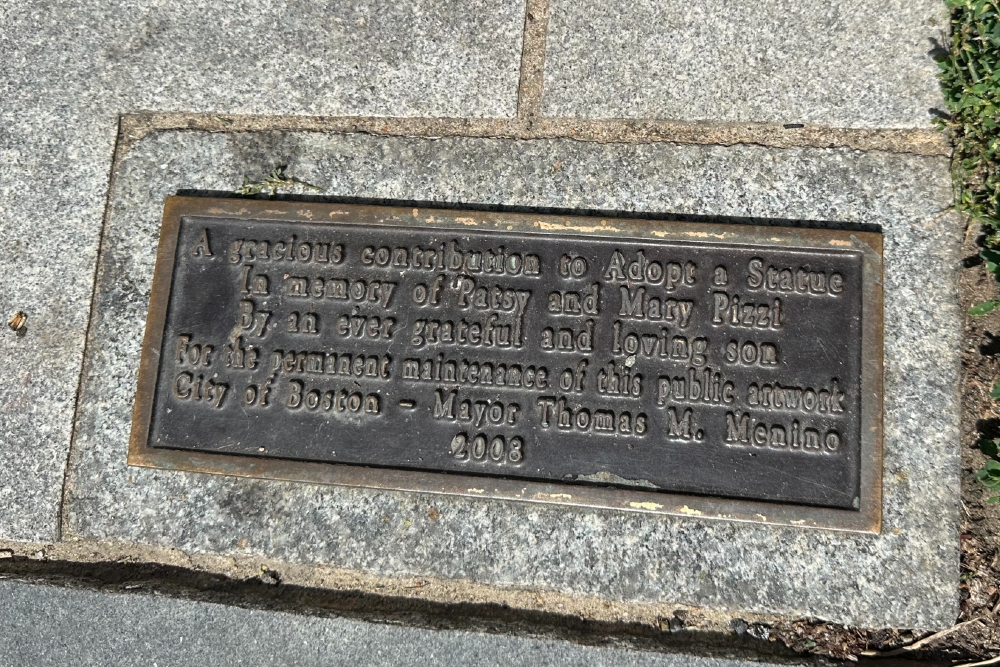 A gracious contribution to Adopt a Statue
In memory of Patsy and Mary Pizzi
By an ever grateful and loving son
For the permanent maintenance of this public artwork
City of Boston - Mayor Thomas M. Menino
2008